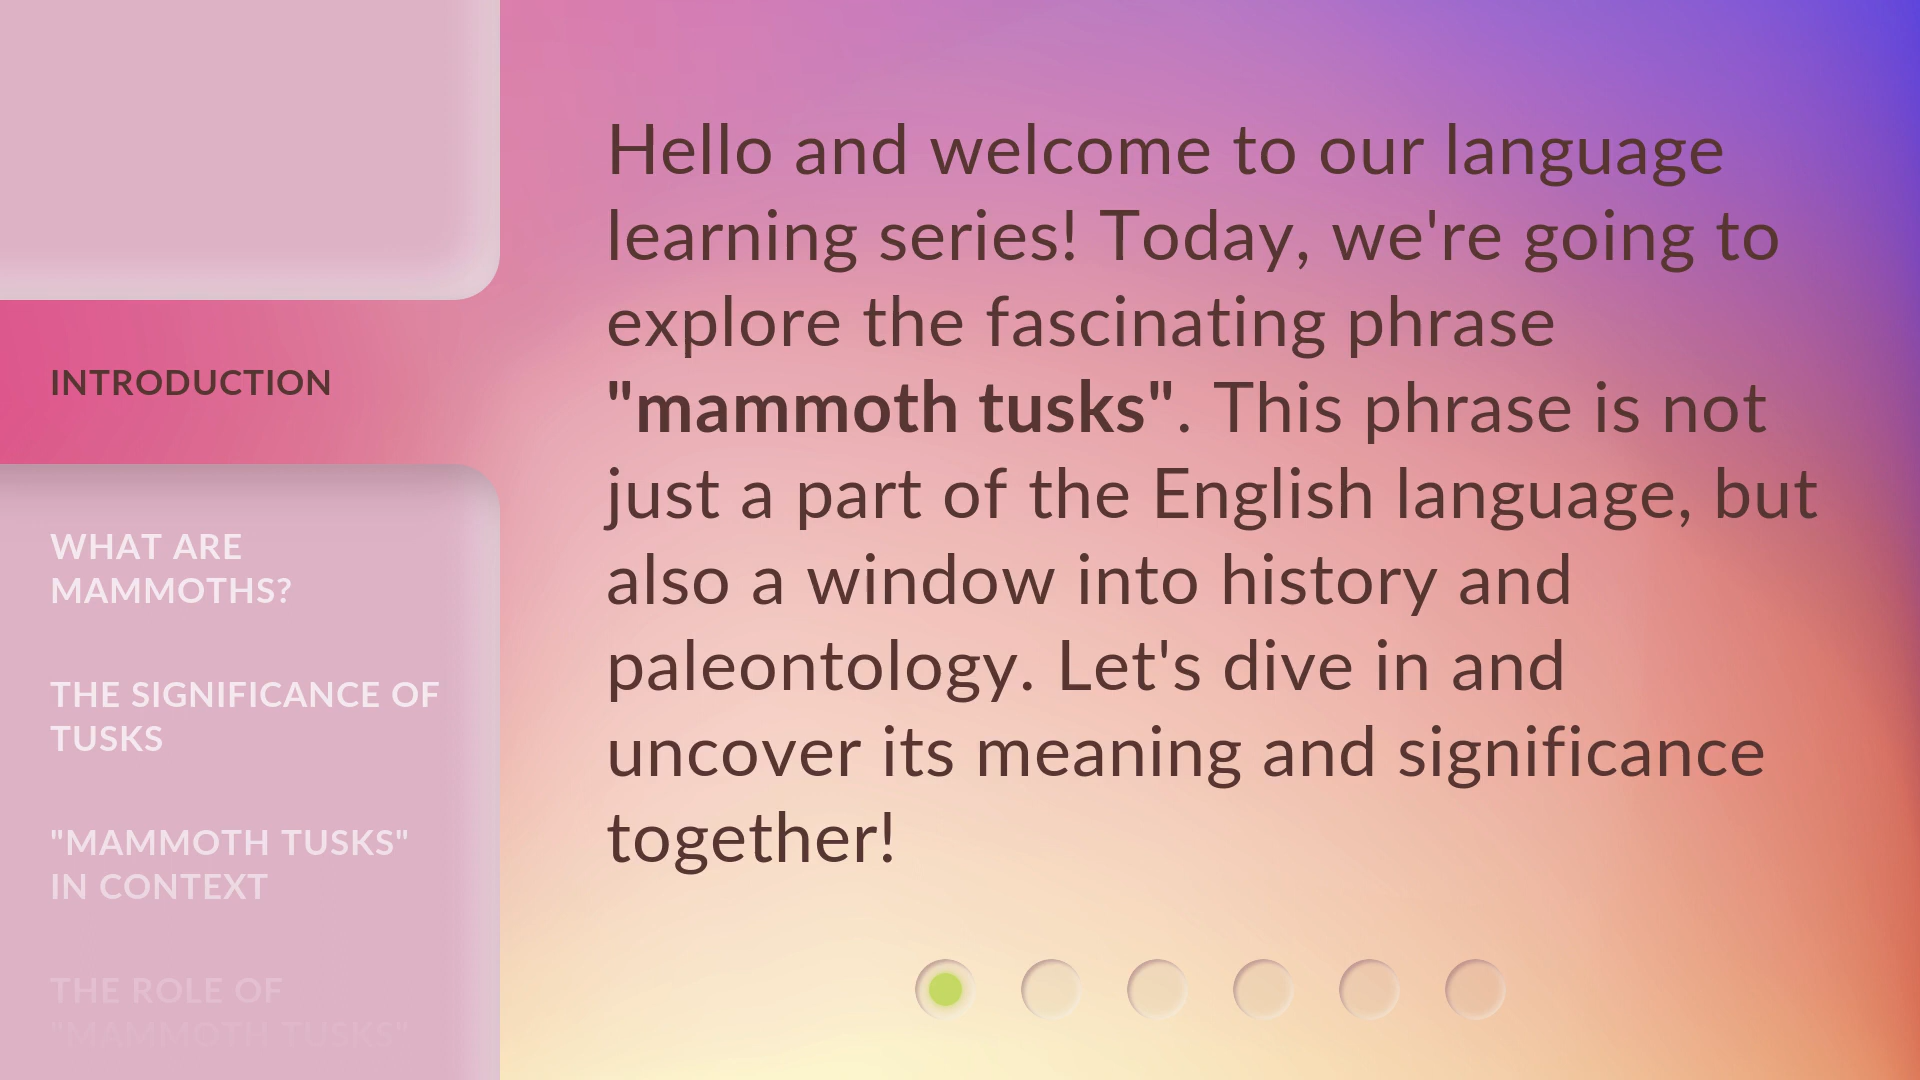 INTRODUCTION
WHAT ARE
MAMMOTHS?
THE SIGNIFICANCE OF
TUSKS
"MAMMOTH TUSKS"
IN CONTEXT
THE ROLE OF
"MAMMOTH TUSKS"
Hello and welcome to our language
learning series! Today, we're going to
explore the fascinating phrase
"mammoth tusks". This phrase is not
just a part of the English language, but
also a window into history and
paleontology. Let's dive in and
uncover its meaning and significance
together!